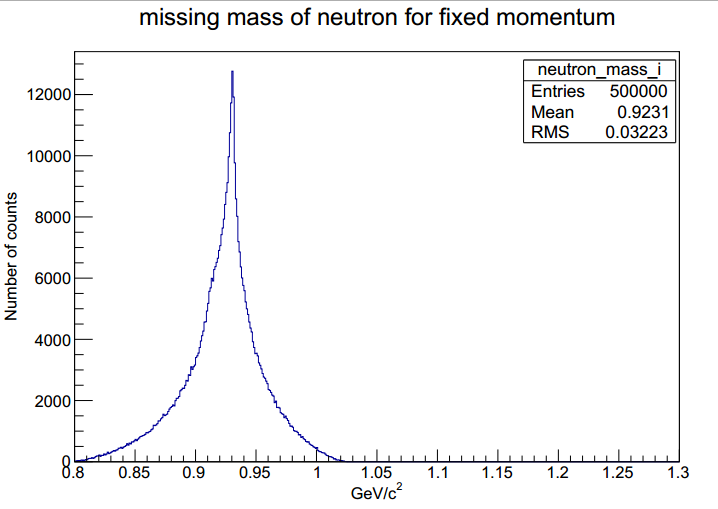 missing mass of neutron for fixed momentum
neutron_mass_i
Entries 500000
Mean 0.9231
RMS 0.03223
Number of counts
12000
10000
8000
6000
4000
2000
0
0.8 0.85 0.9 0.95 1 1.05 1.1 1.15 1.2 1.25 1.3
GeV/c²